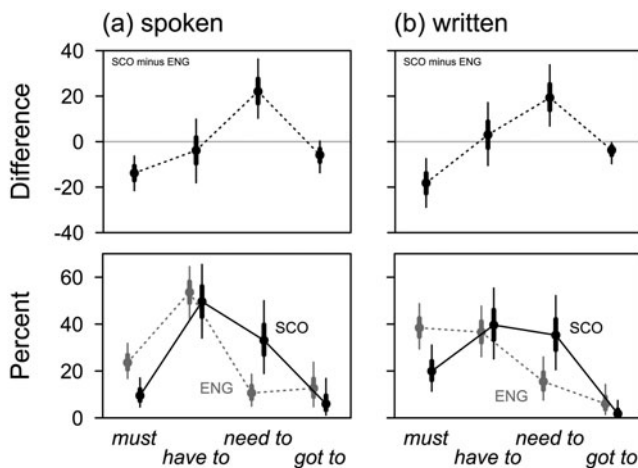 (a) spoken
(b) written
Difference
40
20
0
-20
-40
SCO minus ENG
SCO minus ENG
Percent
60
40
20
0
SCO
ENG
SCO
ENG
must
have to
need to
got to
must
have to
need to
got to